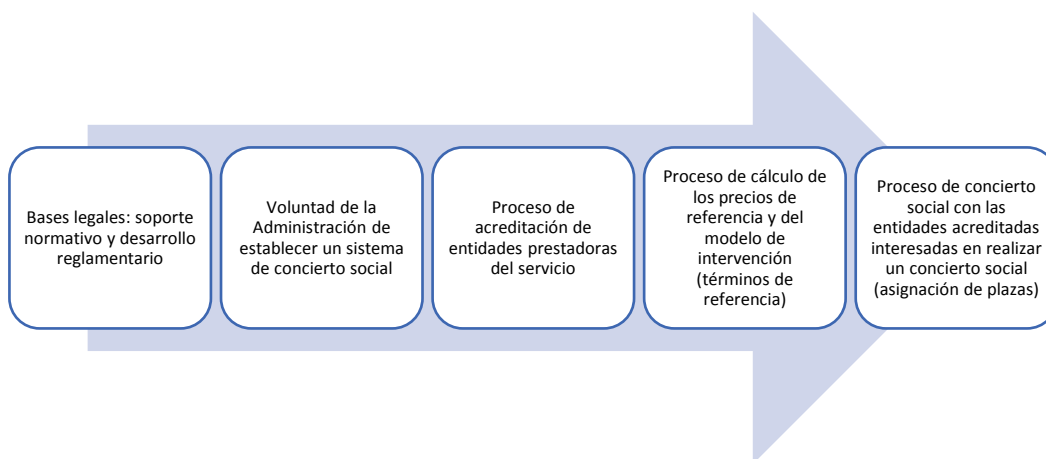 Bases legales: soporte
normativo y desarrollo
reglamentario
Voluntad de la
Administración de
establecer un sistema
de concierto social
Proceso de
acreditación de
entidades prestadoras
del servicio
Proceso de cálculo de
los precios de
referencia y del
modelo de
intervención
(términos de
referencia)
Proceso de concierto
social con las
entidades acreditadas
interesadas en realizar
un concierto social
(asignación de plazas)